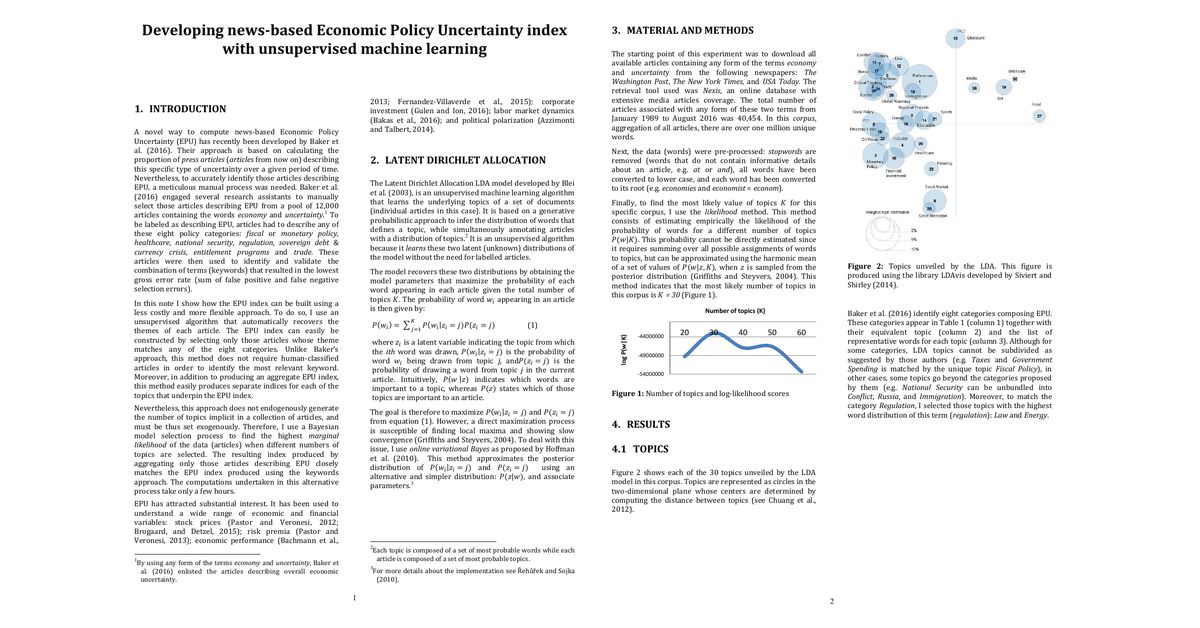 Developing news-based Economic Policy Uncertainty index
with unsupervised machine learning
1. INTRODUCTION
A novel way to compute news-based Economic Policy
Uncertainty (EPU) has recently been developed by Baker et
al. (2016). Their approach is based on calculating the
proportion of press articles (articles from now on) describing
this specific type of uncertainty over a given period of time.
Nevertheless, to accurately identify those articles describing
EPU, a meticulous manual process was needed. Baker et al.
(2016) engaged several research assistants to manually
select those articles describing EPU from a pool of 12,000
articles containing the words economy and uncertainty.1 To
be labelled as describing EPU, articles had to describe any of
these eight policy categories: fiscal or monetary policy,
healthcare, national security, regulation, sovereign debt &
currency crisis, entitlement programs and trade. These
articles were then used to identify and validate the
combination of terms (keywords) that resulted in the lowest
gross error rate (sum of false positive and false negative
selection errors).
In this note I show how the EPU index can be built using a
less costly and more flexible approach. To do so, I use an
unsupervised algorithm that automatically recovers the
themes of each article. The EPU index can easily be
constructed by selecting only those articles whose theme
matches any of the eight categories. Unlike Baker's
approach, this method does not require human-classified
articles in order to identify the most relevant keyword.
Moreover, in addition to producing an aggregate EPU index,
this method easily produces separate indices for each of the
topics that underpin the EPU index.
Nevertheless, this approach does not endogenously generate
the number of topics implicit in a collection of articles, and
must be thus set exogenously. Therefore, I use a Bayesian
model selection process to find the highest marginal
likelihood of the data (articles) when different numbers of
topics are selected. The resulting index produced by
aggregating only those articles describing EPU closely
matches the EPU index produced using the keywords
approach. The computations undertaken in this alternative
process take only a few hours.
EPU has attracted substantial interest. It has been used to
understand a wide range of economic and financial
variables: stock prices (Pastor and Veronesi, 2012;
Brogaard, and Detzel, 2015); risk premia (Pastor and
Veronesi, 2013); economic performance (Bachmann et al.,
1By using any form of the terms economy and uncertainty, Baker et
al. (2016) enlisted the articles describing overall economic
uncertainty.
2013; Fernandez-Villaverde et al., 2015); corporate
investment (Gulen and Ion, 2016); labor market dynamics
(Bakas et al., 2016); and political polarization (Azzimonti
and Talbert, 2014).
2. LATENT DIRICHLET ALLOCATION
The Latent Dirichlet Allocation LDA model developed by Blei
et al. (2003), is an unsupervised machine learning algorithm
that learns the underlying topics of a set of documents
(individual articles in this case). It is based on a generative
probabilistic approach to infer the distribution of words that
defines a topic, while simultaneously annotating articles
with a distribution of topics.2 It is an unsupervised algorithm
because it learns these two latent (unknown) distributions of
the model without the need for labelled articles.
The model recovers these two distributions by obtaining the
model parameters that maximize the probability of each
word appearing in each article given the total number of
topics K. The probability of word wi appearing in an article
is then given by:
P(wi) = ∑ᴷj=1 P(wi|zi = j)P(zi = j) (1)
where zi is a latent variable indicating the topic from which
the ith word was drawn, P(wi|zi = j) is the probability of
word wi being drawn from topic j, andP(zi = j) is the
probability of drawing a word from topic j in the current
article. Intuitively, P(w |z) indicates which words are
important to a topic, whereas P(z) states which of those
topics are important to an article.
The goal is therefore to maximize P(wi|zi = j) and P(zi = j)
from equation (1). However, a direct maximization process
is susceptible of finding local maxima and showing slow
convergence (Griffiths and Steyvers, 2004). To deal with this
issue, I use online variational Bayes as proposed by Hoffman
et al. (2010). This method approximates the posterior
distribution of P(wi|zi = j) and P(zi = j) using an
alternative and simpler distribution: P(z|w), and associate
parameters.3
2Each topic is composed of a set of most probable words while each
article is composed of a set of most probable topics.
3For more details about the implementation see Řehůřek and Sojka
(2010).
1
3. MATERIAL AND METHODS
The starting point of this experiment was to download all
available articles containing any form of the terms economy
and uncertainty from the following newspapers: The
Washington Post, The New York Times, and USA Today. The
retrieval tool used was Nexis, an online database with
extensive media articles coverage. The total number of
articles associated with any form of these two terms from
January 1989 to August 2016 was 40,454. In this corpus,
aggregation of all articles, there are over one million unique
words.
Next, the data (words) were pre-processed: stopwords are
removed (words that do not contain informative details
about an article, e.g. at or and), all words have been
converted to lower case, and each word has been converted
to its root (e.g. economies and economist = econom).
Finally, to find the most likely value of topics K for this
specific corpus, I use the likelihood method. This method
consists of estimating empirically the likelihood of the
probability of words for a different number of topics
P(w|K). This probability cannot be directly estimated since
it requires summing over all possible assignments of words
to topics, but can be approximated using the harmonic mean
of a set of values of P(w|z, K), when z is sampled from the
posterior distribution (Griffiths and Steyvers, 2004). This
method indicates that the most likely number of topics in
this corpus is K = 30 (Figure 1).
Number of topics (K)
20 30 40 50 60
log P(w|K)
-44000000
-49000000
-54000000
Figure 1: Number of topics and log-likelihood scores
4. RESULTS
4.1 TOPICS
Figure 2 shows each of the 30 topics unveiled by the LDA
model in this corpus. Topics are represented as circles in the
two-dimensional plane whose centers are determined by
computing the distance between topics (see Chuang et al.,
2012).
Literature
Preferences
Unknown
Media
Art
Food
Sports
Education
Energy
Industry
Healthcare
Housing
Fiscal Policy
Financial Crisis
Monetary
Policy
Financial
Investment
Stock Market
Great Recession
Marginal topic distribution
2%
5%
10%
Figure 2: Topics unveiled by the LDA. This figure is
produced using the library LDAvis developed by Siviert and
Shirley (2014).
Baker et al. (2016) identify eight categories composing EPU.
These categories appear in Table 1 (column 1) together with
their equivalent topic (column 2) and the list of
representative words for each topic (column 3). Although for
some categories, LDA topics cannot be subdivided as
suggested by those authors (e.g. Taxes and Government
Spending is matched by the unique topic Fiscal Policy), in
other cases, some topics go beyond the categories proposed
by them (e.g. National Security can be unbundled into
Conflict, Russia, and Immigration). Moreover, to match the
category Regulation, I selected those topics with the highest
word distribution of this term (regulation): Law and Energy.
2